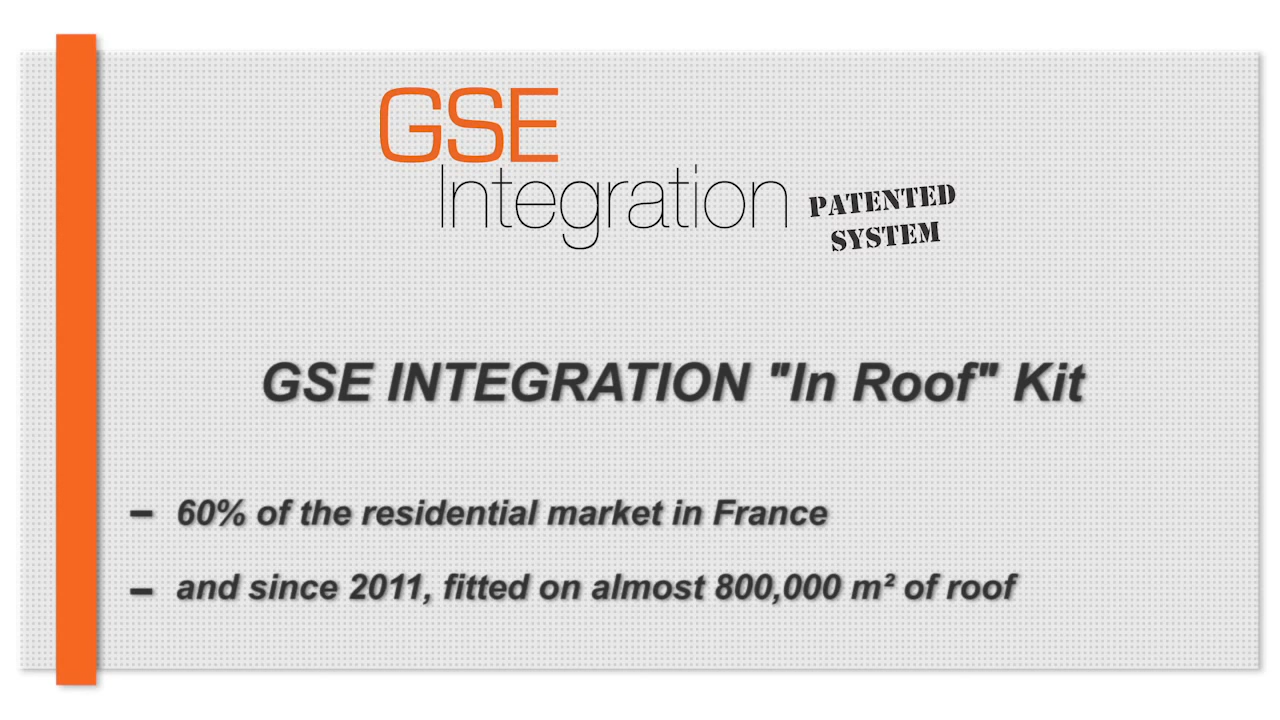 GSE
Integration
PATENTED
SYSTEM
GSE INTEGRATION "In Roof" Kit
– 60% of the residential market in France
– and since 2011, fitted on almost 800,000 m² of roof